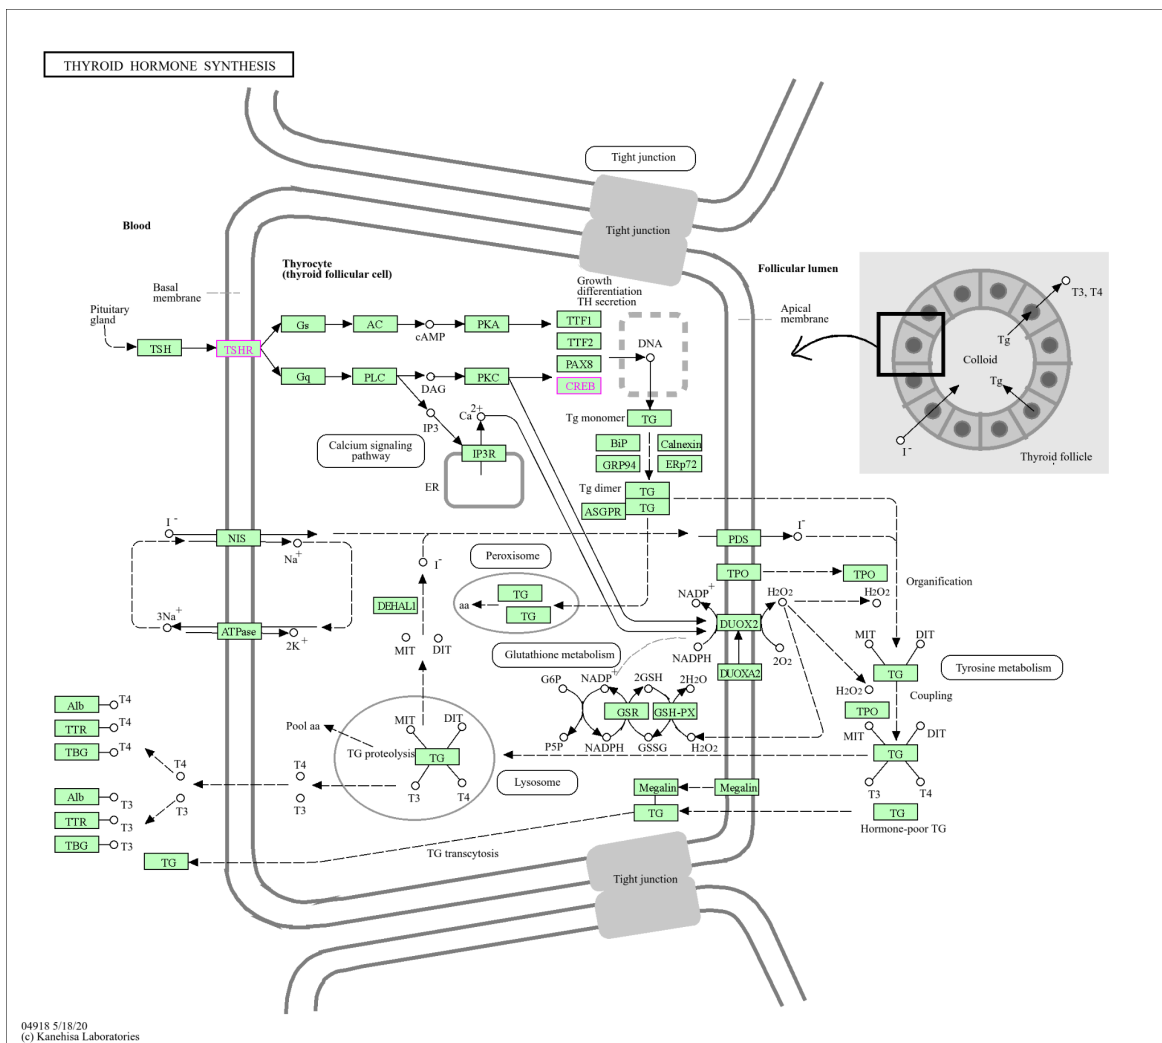 THYROID HORMONE SYNTHESIS
Tight junction
Tight junction
Blood
Thyrocyte
(thyroid follicular cell)
Follicular lumen
Basal
membrane
Apical
membrane
Growth
differentiation
TH secretion
Pituitary
gland
TSH
TSHR
Gs
AC
cAMP
PKA
TTF1
TTF2
PAX8
CREB
DNA
Gq
PLC
DAG
PKC
IP3
Ca2+
IP3R
ER
Calcium signaling
pathway
Tg monomer
TG
BiP
Calnexin
GRP94
ERp72
Tg dimer
TG
TG
ASGPR
T3, T4
Tg
Colloid
Tg
I-
Thyroid follicle
I-
NIS
Na+
3Na+
ATPase
2K+
I-
DEHAL1
MIT
DIT
Peroxisome
aa
TG
TG
PDS
I-
TPO
TPO
Organification
NADP+
H2O2
H2O2
DUOX2
NADPH
2O2
DUOXA2
Glutathione metabolism
G6P
NADP+
2GSH
2H2O
GSR
GSH-PX
P5P
NADPH
GSSG
H2O2
MIT
DIT
TG
Tyrosine metabolism
H2O2
Coupling
TPO
MIT
DIT
TG
T3
T4
TG
Hormone-poor TG
Alb
T4
TTR
T4
TBG
T4
Alb
T3
TTR
T3
TBG
T3
T4
T3
T4
T3
Pool aa
TG proteolysis
MIT
DIT
TG
T3
T4
Lysosome
Megalin
Megalin
TG
TG transcytosis
TG
Tight junction
04918 5/18/20
(c) Kanehisa Laboratories